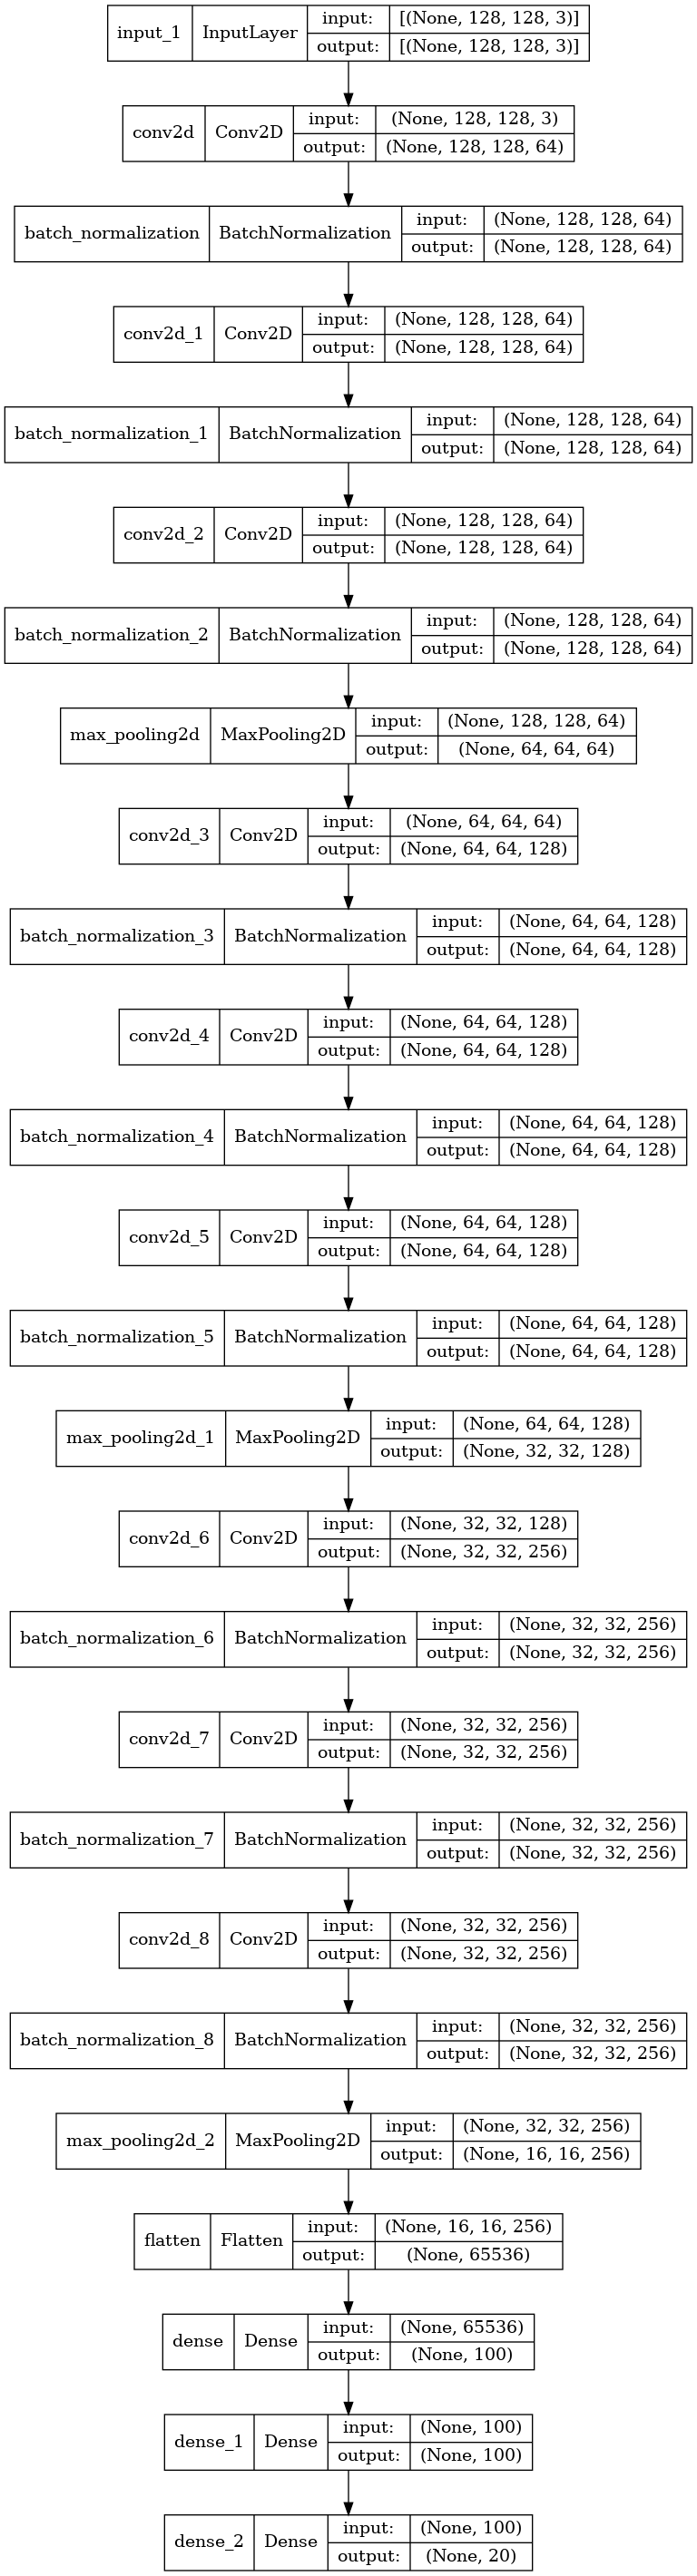 input_1 InputLayer input: [(None, 128, 128, 3)]
output: [(None, 128, 128, 3)]
conv2d Conv2D input: (None, 128, 128, 3)
output: (None, 128, 128, 64)
batch_normalization BatchNormalization input: (None, 128, 128, 64)
output: (None, 128, 128, 64)
conv2d_1 Conv2D input: (None, 128, 128, 64)
output: (None, 128, 128, 64)
batch_normalization_1 BatchNormalization input: (None, 128, 128, 64)
output: (None, 128, 128, 64)
conv2d_2 Conv2D input: (None, 128, 128, 64)
output: (None, 128, 128, 64)
batch_normalization_2 BatchNormalization input: (None, 128, 128, 64)
output: (None, 128, 128, 64)
max_pooling2d MaxPooling2D input: (None, 128, 128, 64)
output: (None, 64, 64, 64)
conv2d_3 Conv2D input: (None, 64, 64, 64)
output: (None, 64, 64, 128)
batch_normalization_3 BatchNormalization input: (None, 64, 64, 128)
output: (None, 64, 64, 128)
conv2d_4 Conv2D input: (None, 64, 64, 128)
output: (None, 64, 64, 128)
batch_normalization_4 BatchNormalization input: (None, 64, 64, 128)
output: (None, 64, 64, 128)
conv2d_5 Conv2D input: (None, 64, 64, 128)
output: (None, 64, 64, 128)
batch_normalization_5 BatchNormalization input: (None, 64, 64, 128)
output: (None, 64, 64, 128)
max_pooling2d_1 MaxPooling2D input: (None, 64, 64, 128)
output: (None, 32, 32, 128)
conv2d_6 Conv2D input: (None, 32, 32, 128)
output: (None, 32, 32, 256)
batch_normalization_6 BatchNormalization input: (None, 32, 32, 256)
output: (None, 32, 32, 256)
conv2d_7 Conv2D input: (None, 32, 32, 256)
output: (None, 32, 32, 256)
batch_normalization_7 BatchNormalization input: (None, 32, 32, 256)
output: (None, 32, 32, 256)
conv2d_8 Conv2D input: (None, 32, 32, 256)
output: (None, 32, 32, 256)
batch_normalization_8 BatchNormalization input: (None, 32, 32, 256)
output: (None, 32, 32, 256)
max_pooling2d_2 MaxPooling2D input: (None, 32, 32, 256)
output: (None, 16, 16, 256)
flatten Flatten input: (None, 16, 16, 256)
output: (None, 65536)
dense Dense input: (None, 65536)
output: (None, 100)
dense_1 Dense input: (None, 100)
output: (None, 100)
dense_2 Dense input: (None, 100)
output: (None, 20)